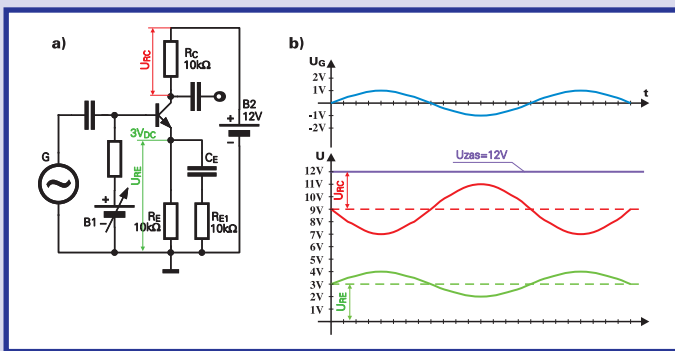 a)
URC
RC
10kΩ
B2
12V
+
–
3VDC
G
URE
CE
+
B1 –
RE
10kΩ
RE1
10kΩ
b)
UG
2V
1V
-1V
-2V
t
Uzas=12V
U
12V
11V
10V
9V
8V
7V
6V
5V
4V
3V
2V
1V
URC
URE
t